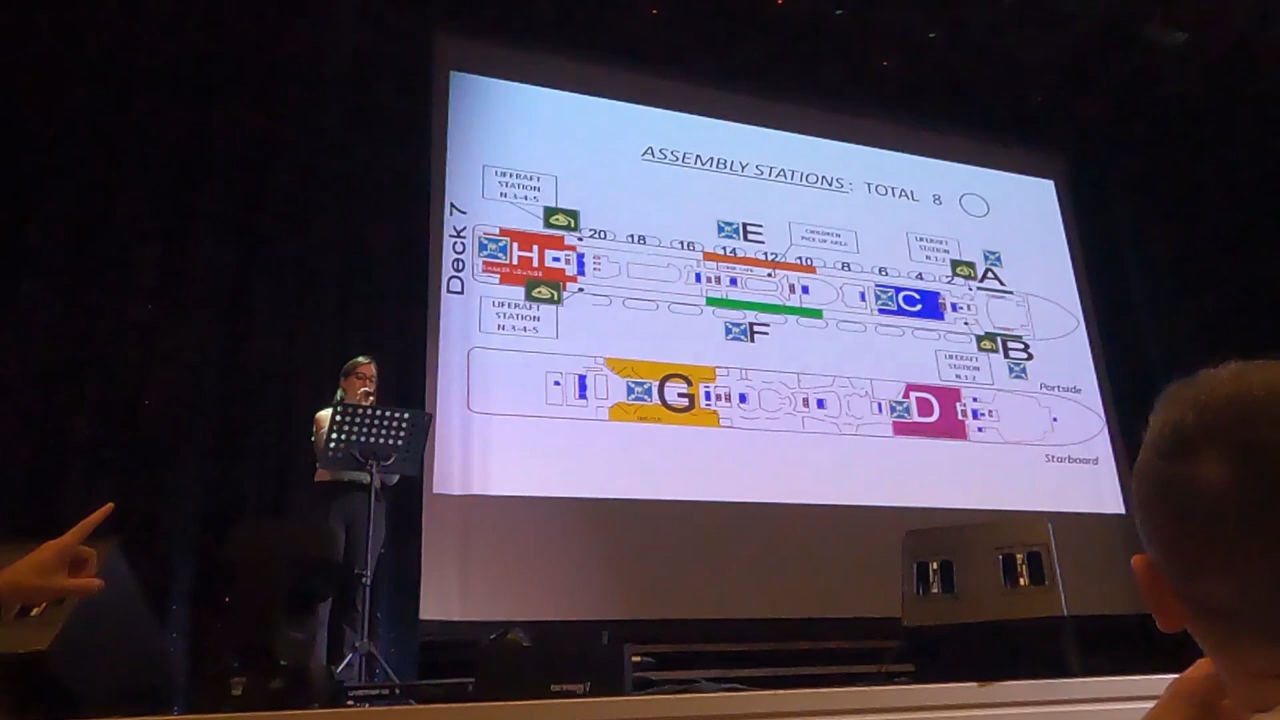 ASSEMBLY STATIONS: TOTAL 8
LIFERAFT
STATION
N.3-4-5
Deck 7
E
CHILDREN
PICK UP AREA
LIFERAFT
STATION
N.1-2
A
20 18 16 14 12 10 8 6 4 2
H
SHAKER LOUNGE
C
LIFERAFT
STATION
N.3-4-5
F
B
LIFERAFT
STATION
N.1-2
Portside
G
D
Starboard